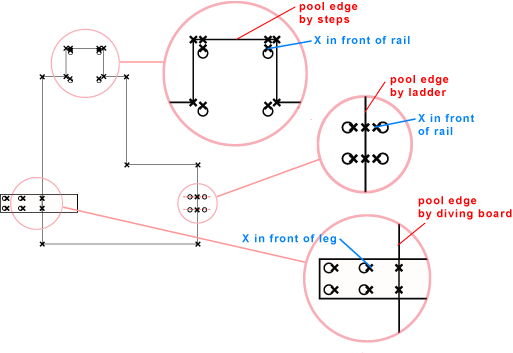 pool edge
by steps
X in front of rail
pool edge
by ladder
X in front
of rail
pool edge
by diving board
X in front of leg